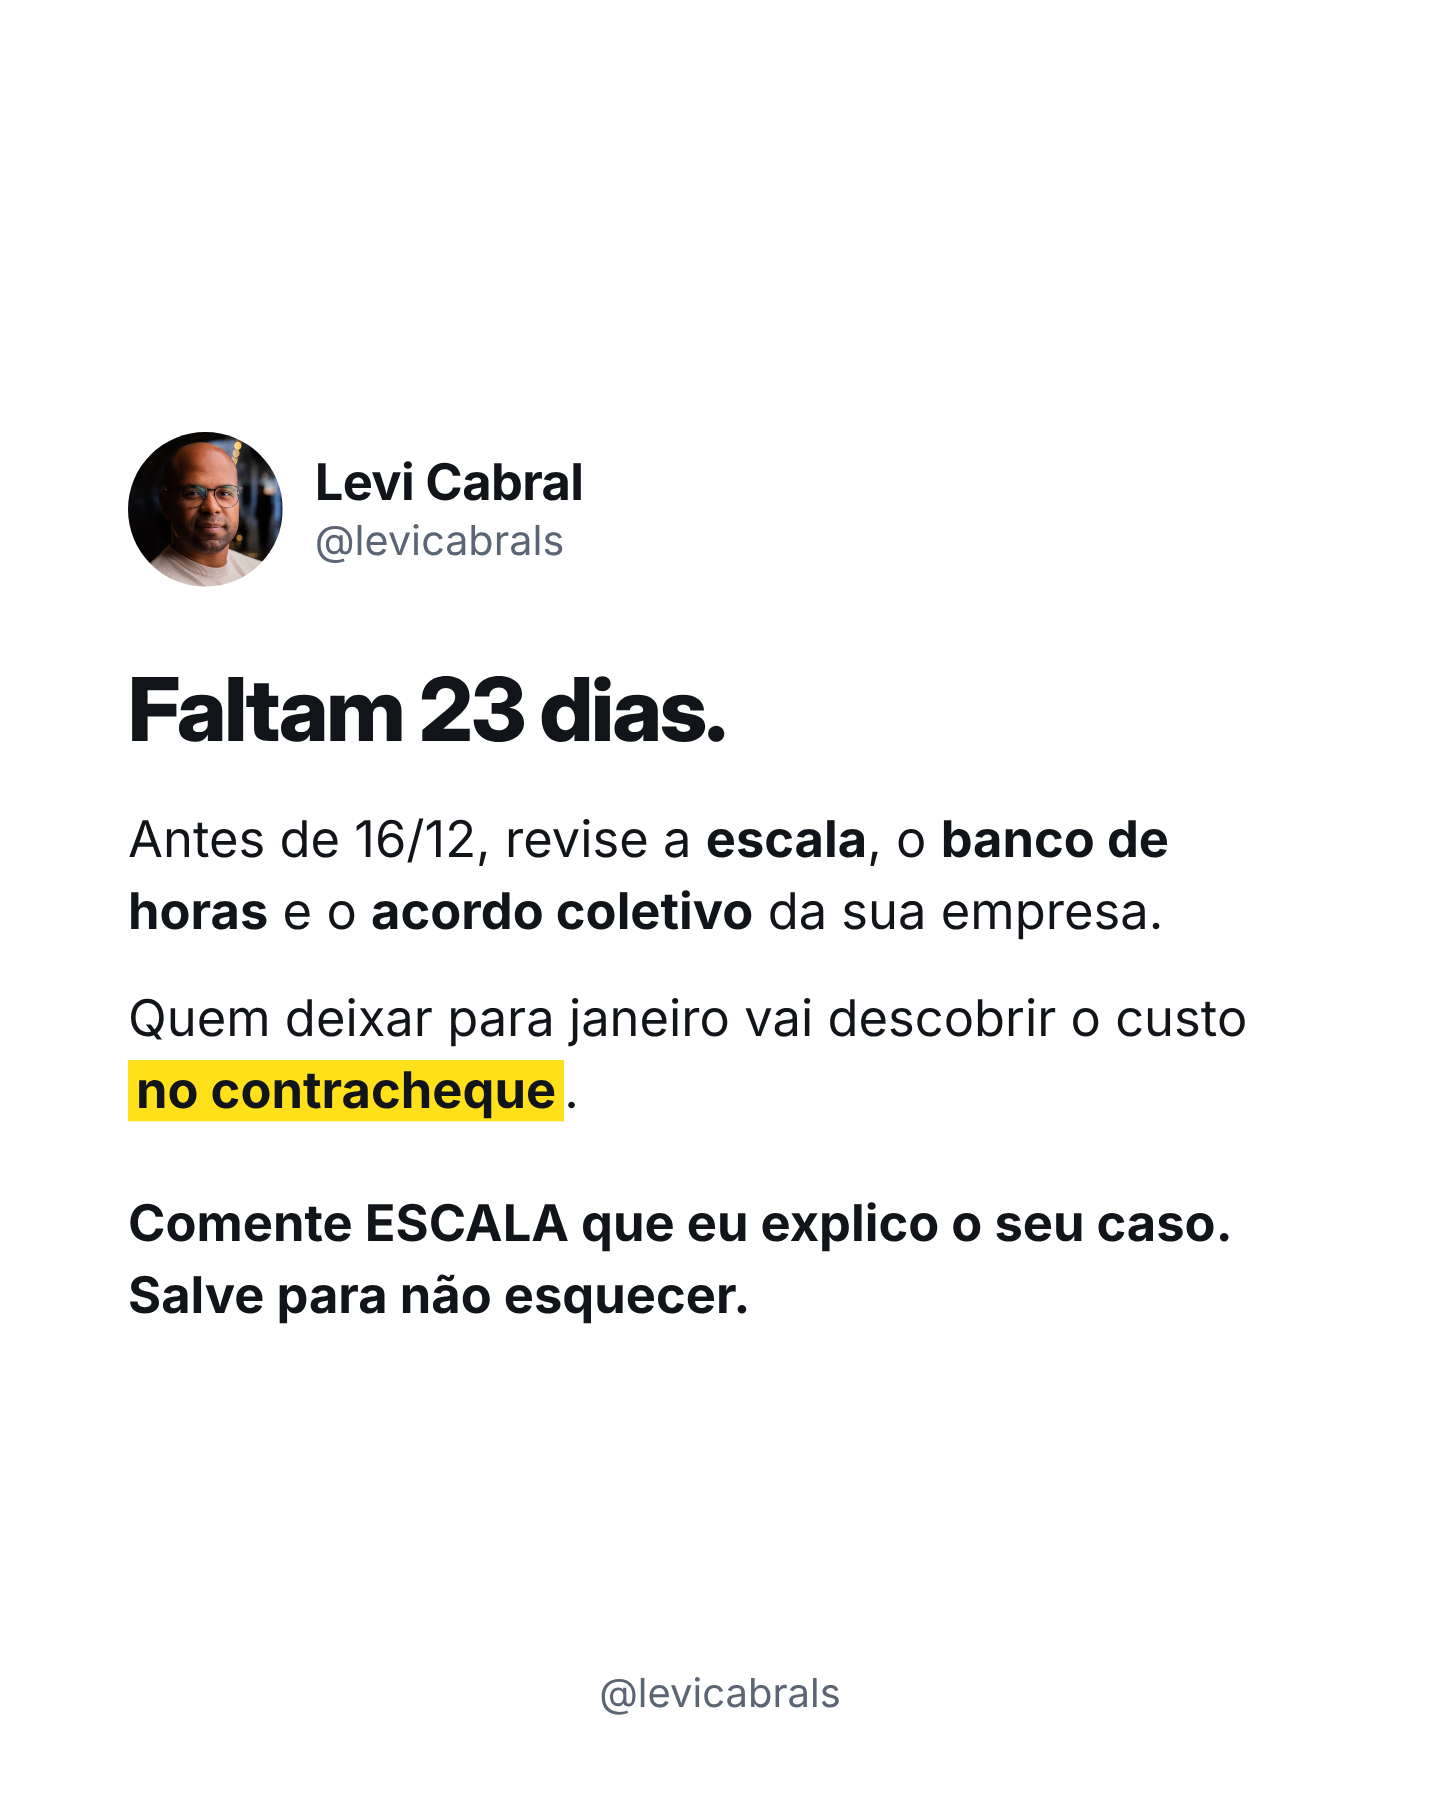 Levi Cabral
@levicabrals
Faltam 23 dias.
Antes de 16/12, revise a escala, o banco de
horas e o acordo coletivo da sua empresa.
Quem deixar para janeiro vai descobrir o custo
no contracheque.
Comente ESCALA que eu explico o seu caso.
Salve para não esquecer.
@levicabrals